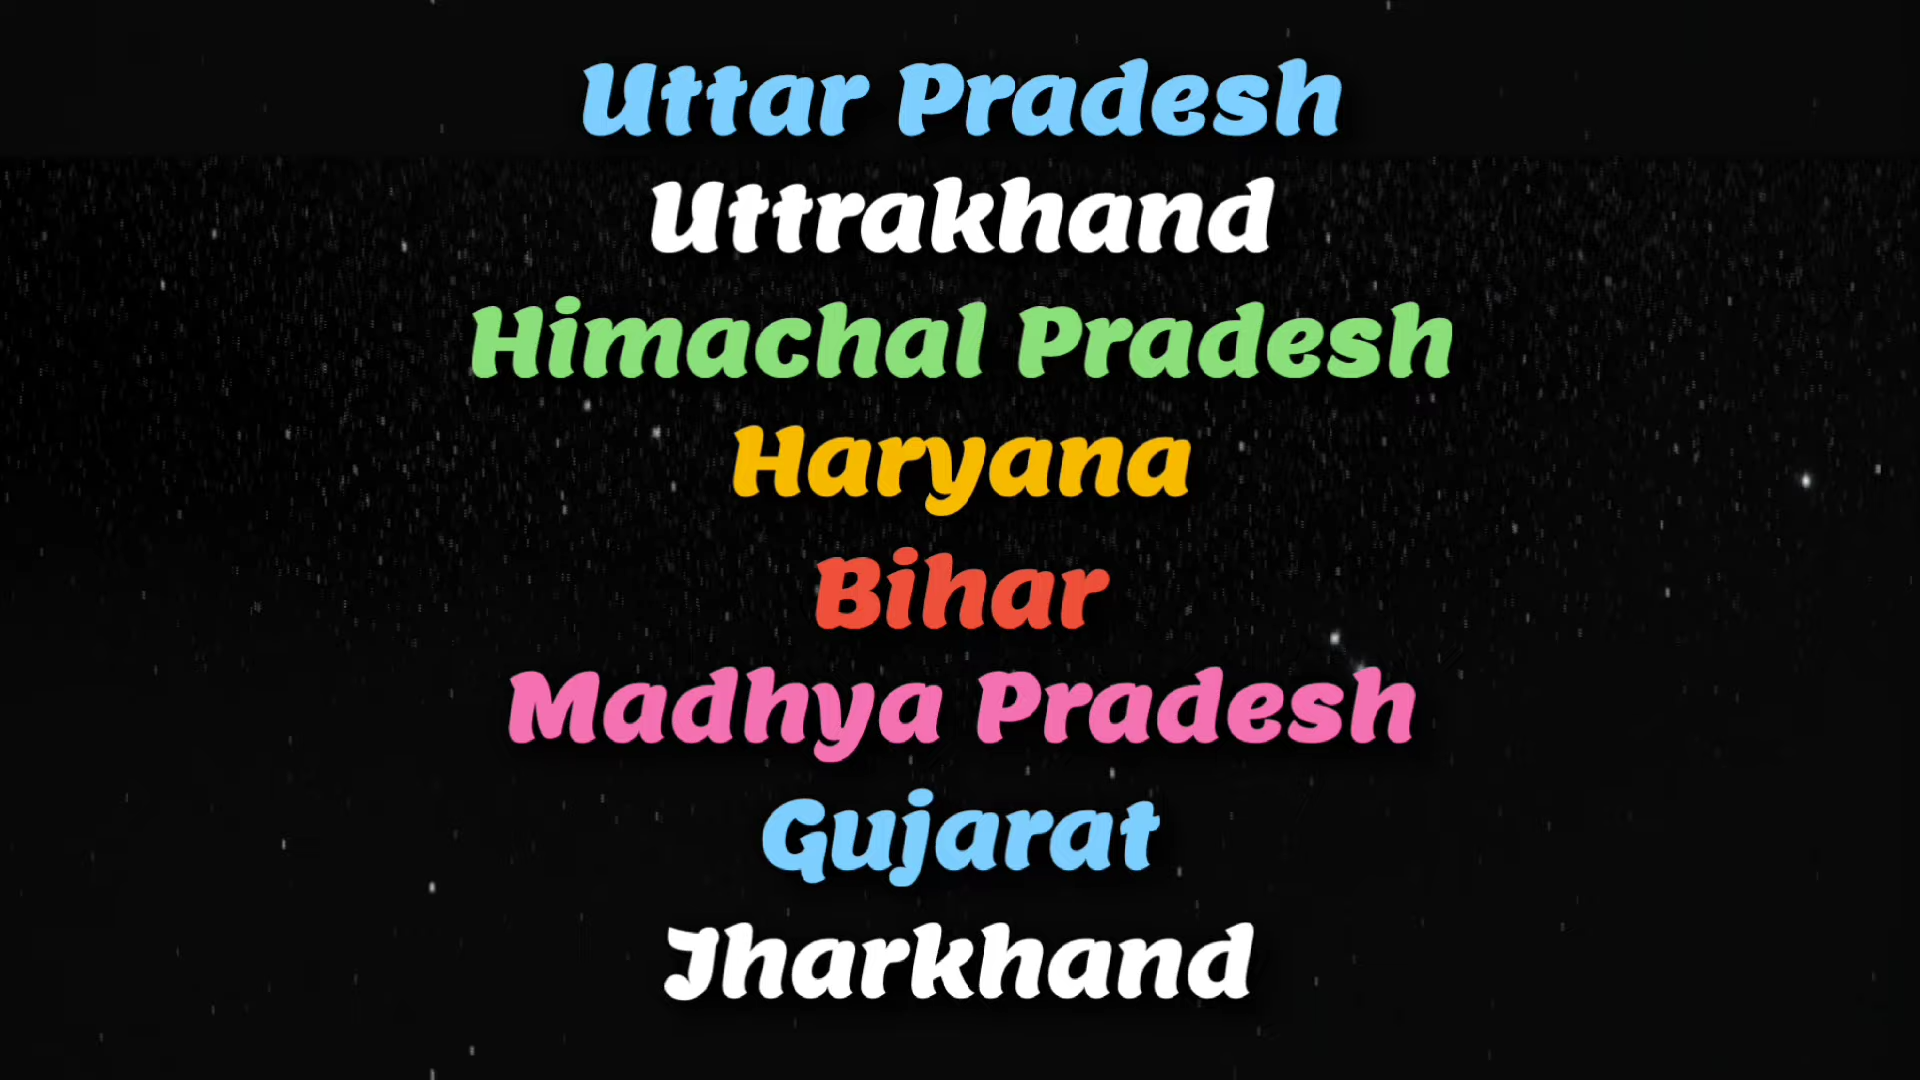 Uttar Pradesh
Uttrakhand
Himachal Pradesh
Haryana
Bihar
Madhya Pradesh
Gujarat
Jharkhand